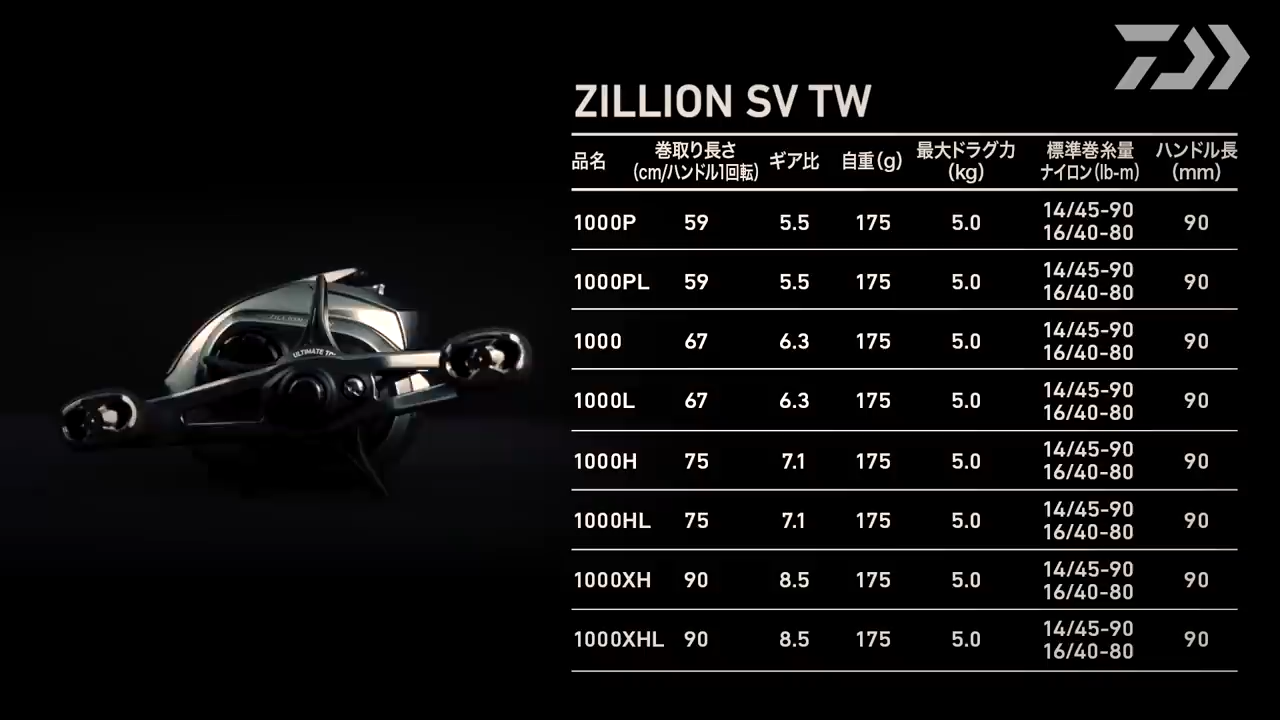 ZILLION SV TW
品名 巻取り長さ(cm/ハンドル1回転) ギア比 自重(g) 最大ドラグ力(kg) 標準巻糸量ナイロン(lb-m) ハンドル長(mm)
1000P 59 5.5 175 5.0 14/45-90 16/40-80 90
1000PL 59 5.5 175 5.0 14/45-90 16/40-80 90
1000 67 6.3 175 5.0 14/45-90 16/40-80 90
1000L 67 6.3 175 5.0 14/45-90 16/40-80 90
1000H 75 7.1 175 5.0 14/45-90 16/40-80 90
1000HL 75 7.1 175 5.0 14/45-90 16/40-80 90
1000XH 90 8.5 175 5.0 14/45-90 16/40-80 90
1000XHL 90 8.5 175 5.0 14/45-90 16/40-80 90
ZILLION
ULTIMATE